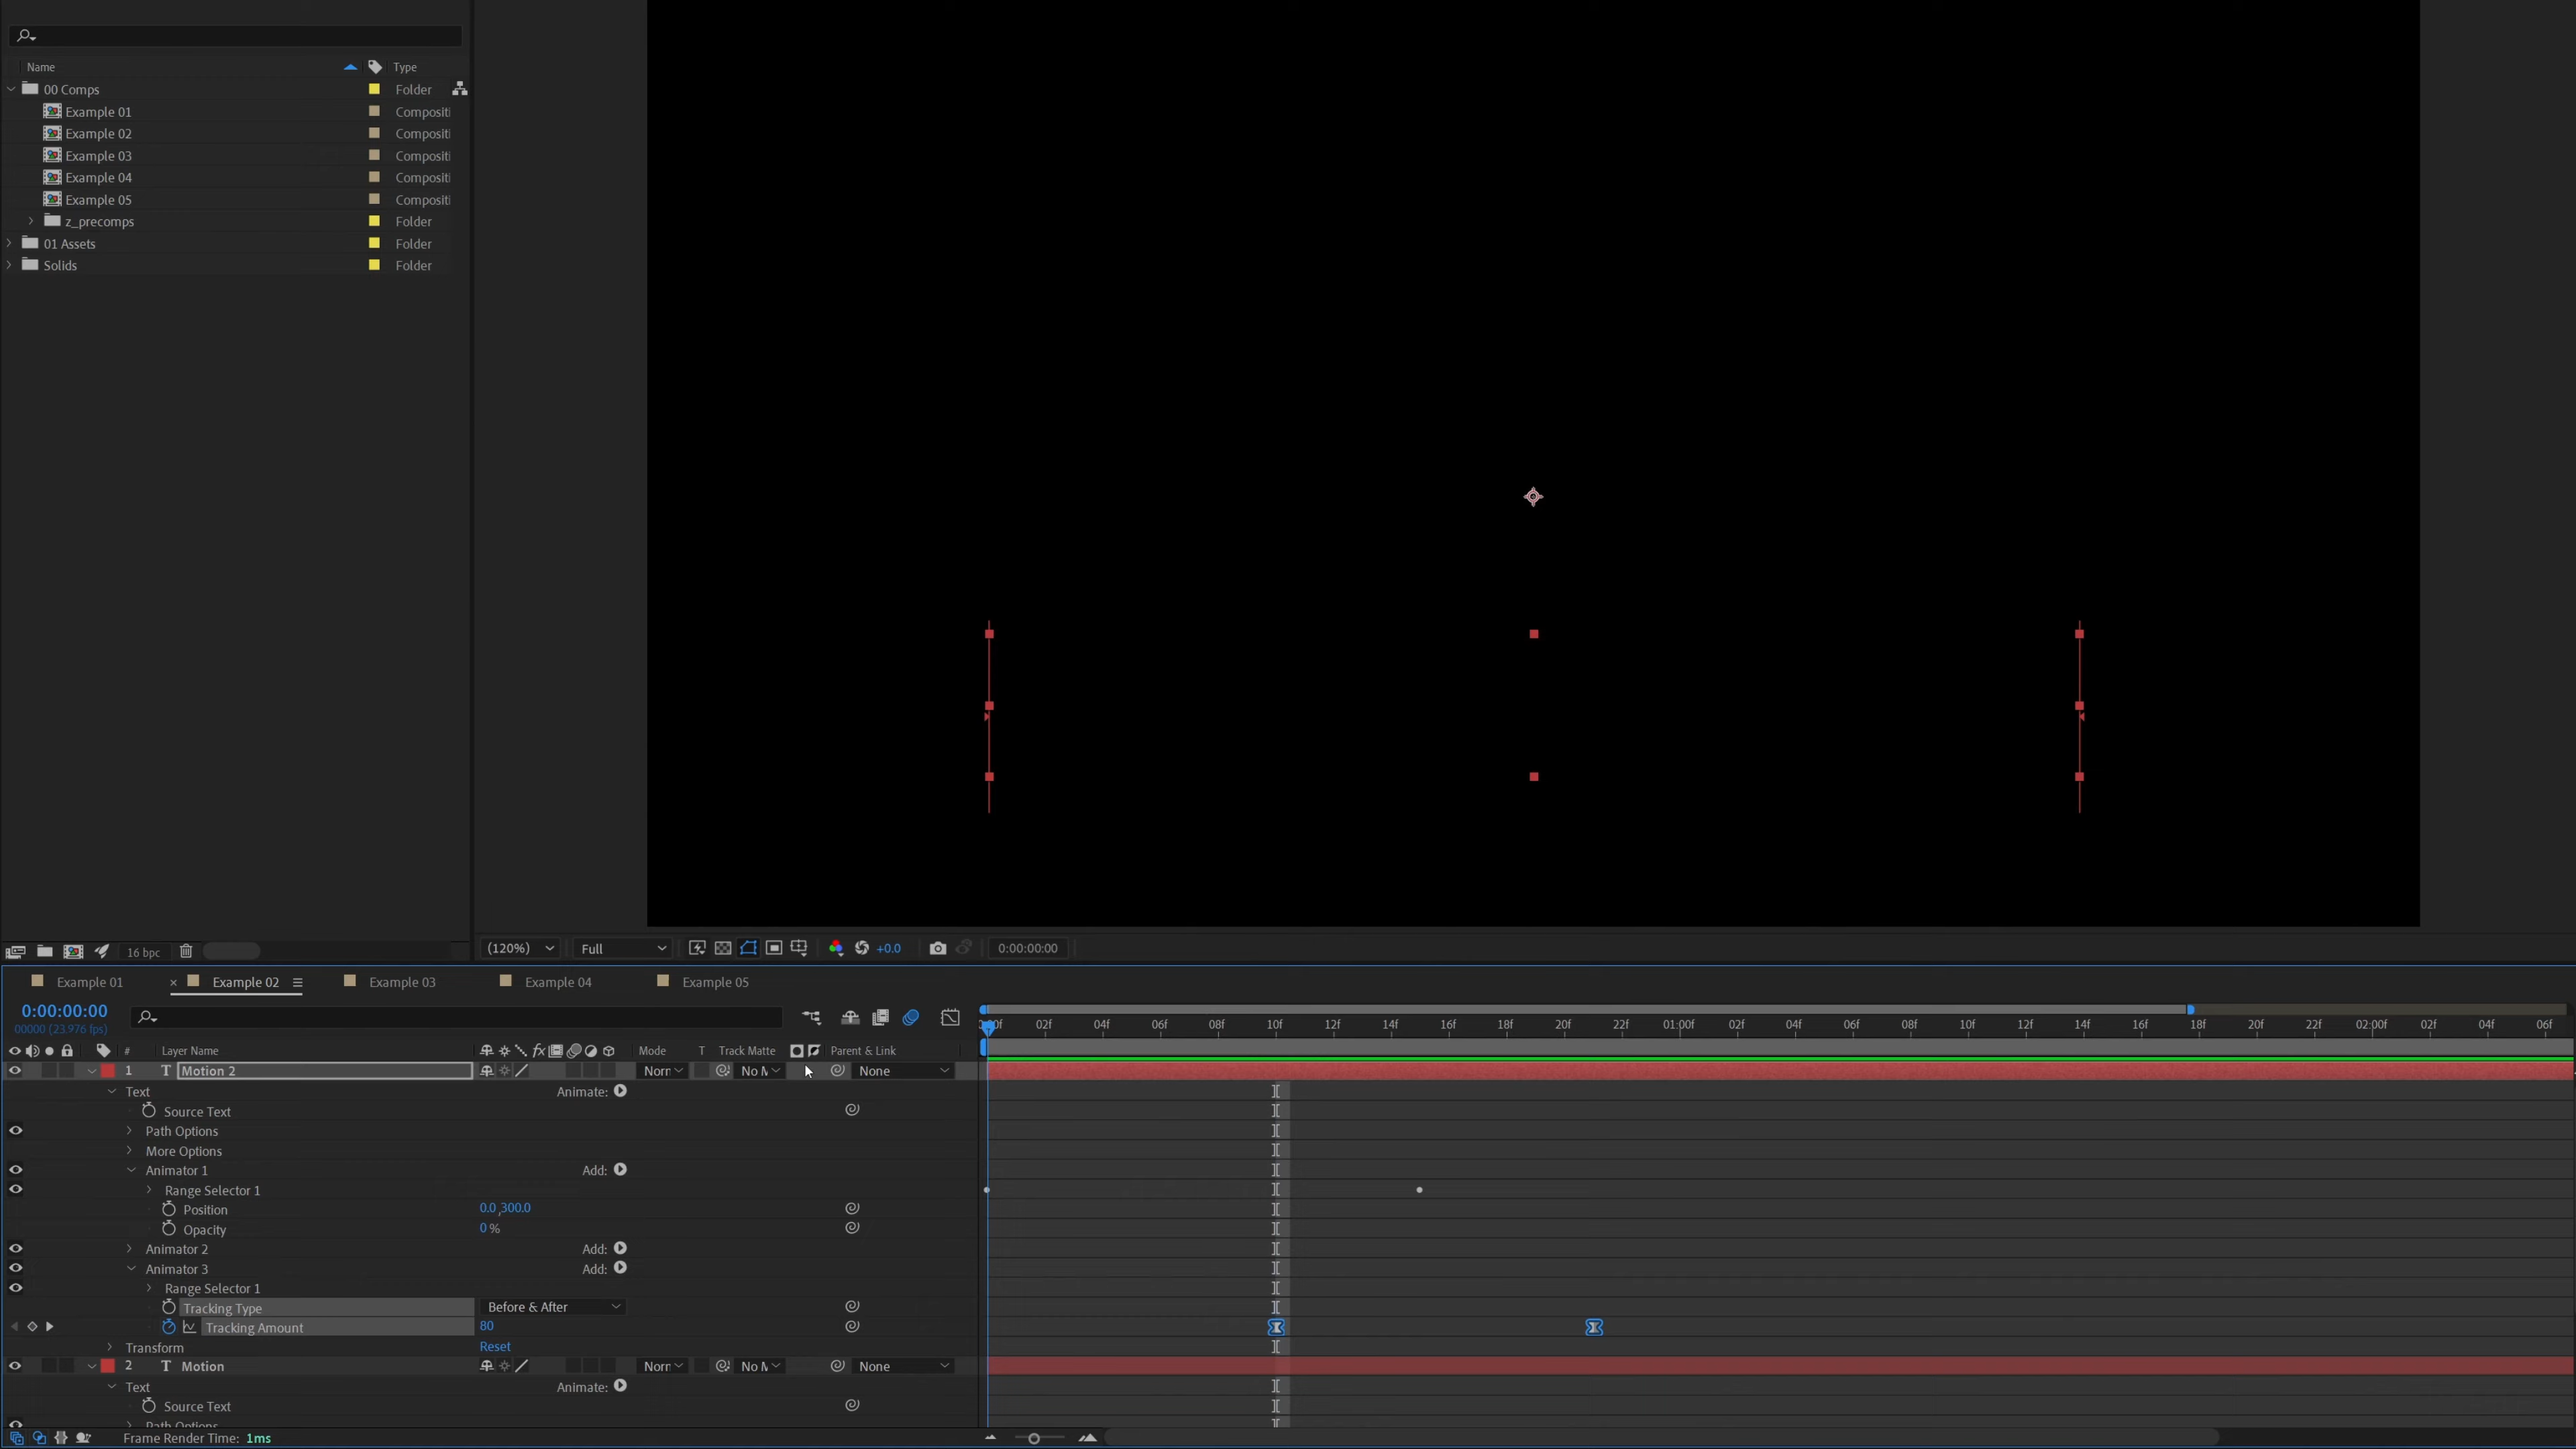 Name Type
00 Comps Folder
Example 01 Compositi
Example 02 Compositi
Example 03 Compositi
Example 04 Compositi
Example 05 Compositi
z_precomps Folder
01 Assets Folder
Solids Folder
16 bpc (120%) Full +0.0 0:00:00:00
Example 01 Example 02 Example 03 Example 04 Example 05
0:00:00:00
00000 (23.976 fps)
02f 04f 06f 08f 10f 12f 14f 16f 18f 20f 22f 01:00f 02f 04f 06f 08f 10f 12f 14f 18f 20f 22f 02:00f 02f 04f 06f
# Layer Name fx Mode T Track Matte Parent & Link
1 T Motion 2 Norr No M None
Text Animate:
Source Text
Path Options
More Options
Animator 1 Add:
Range Selector 1
Position 0.0 ,300.0
Opacity 0 %
Animator 2 Add:
Animator 3 Add:
Range Selector 1
Tracking Type Before & After
Tracking Amount 80
Transform Reset
2 T Motion Norr No M None
Text Animate:
Source Text
Path Options
Frame Render Time: 1ms